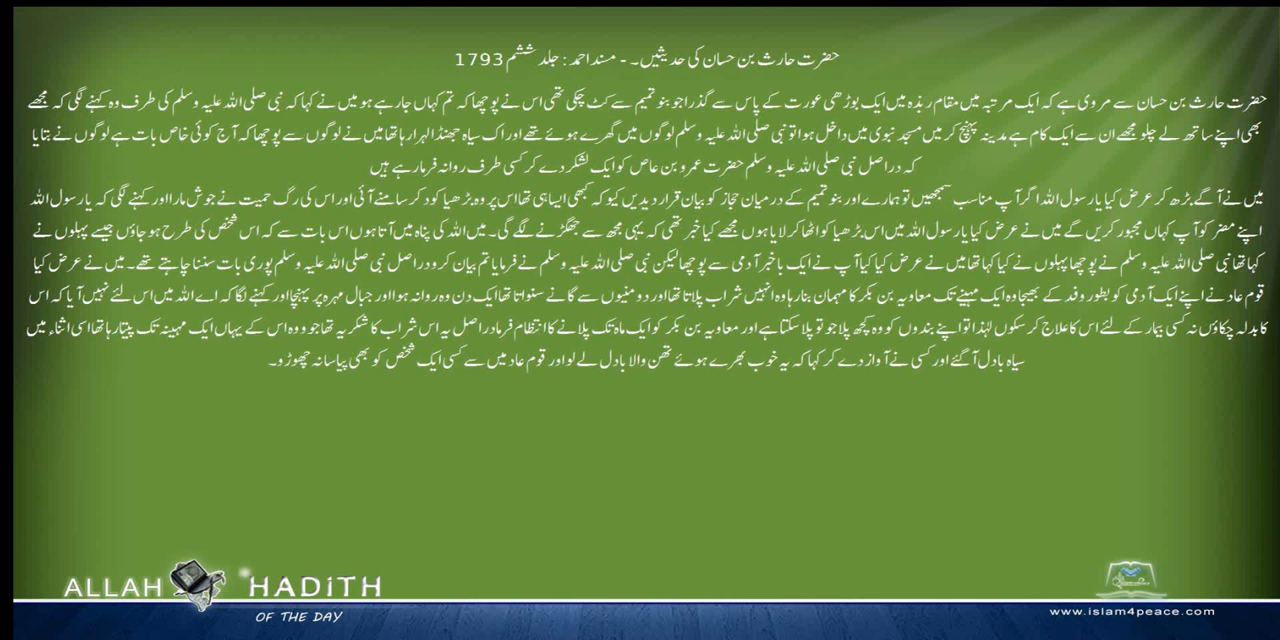 حضرت حارث بن حسان کی حدیثیں۔ - مسند احمد: جلد ششم 1793
حضرت حارث بن حسان سے مروی ہے کہ ایک مرتبہ میں مقام ربذہ میں ایک بوڑھی عورت کے پاس سے گذرا جو بنو تمیم سے کٹ چکی تھی اس نے پوچھا کہ تم کہاں جا رہے ہو میں نے کہا کہ نبی صلی اللہ علیہ وسلم کی طرف وہ کہنے لگی کہ مجھے
بھی اپنے ساتھ لے چلو مجھے ان سے ایک کام ہے مدینہ پہنچ کر میں مسجد نبوی میں داخل ہوا تو نبی صلی اللہ علیہ وسلم لوگوں میں گھرے ہوئے تھے اور اک سیاہ جھنڈا لہرا رہا تھا میں نے لوگوں سے پوچھا کہ آج کوئی خاص بات ہے لوگوں نے بتایا
کہ دراصل نبی صلی اللہ علیہ وسلم حضرت عمرو بن عاص کو ایک لشکر دے کر کسی طرف روانہ فرما رہے ہیں
میں نے آگے بڑھ کر عرض کیا یا رسول اللہ اگر آپ مناسب سمجھیں تو ہمارے اور بنو تمیم کے درمیان حجاز کو بیان قرار دیدیں کیو کہ کبھی ایسا ہی تھا اس پر وہ بڑھیا کود کر سامنے آئی اور اس کی رگ حمیت نے جوش مارا اور کہنے لگی کہ یا رسول اللہ
اپنے مضر کو آپ کہاں مجبور کریں گے میں نے عرض کیا یا رسول اللہ میں اس بڑھیا کو اٹھا کر لایا ہوں مجھے کیا خبر تھی کہ یہی مجھ سے جھگڑنے لگے گی۔ میں اللہ کی پناہ میں آتا ہوں اس بات سے کہ اس شخص کی طرح ہو جاؤں جیسے پہلوں نے
کہا تھا نبی صلی اللہ علیہ وسلم نے پوچھا پہلوں نے کیا کہا تھا میں نے عرض کیا کیا آپ نے ایک باخبر آدمی سے پوچھا لیکن نبی صلی اللہ علیہ وسلم نے فرمایا تم بیان کرو دراصل نبی صلی اللہ علیہ وسلم پوری بات سننا چاہتے تھے۔ میں نے عرض کیا
قوم عاد نے اپنے ایک آدمی کو بطور وفد کے بھیجا وہ ایک مہینے تک معاویہ بن بکر کا مہمان بنا رہا وہ انہیں شراب پلاتا تھا اور دومنیوں سے گانے سنواتا تھا ایک دن وہ روانہ ہوا اور جبال مہرہ پر پہنچا اور کہنے لگا کہ اے اللہ میں اس لئے نہیں آیا کہ اس
کا بدلہ چکاؤں نہ کسی بیمار کے لئے اس کا علاج کر سکوں لہذا تو اپنے بندوں کو وہ کچھ پلا جو تو پلا سکتا ہے اور معاویہ بن بکر کو ایک ماہ تک پلانے کا انتظام فرما دراصل یہ اس شراب کا شکریہ تھا جو وہ اس کے یہاں ایک مہینہ تک پیتا رہا تھا اسی اثناء میں
سیاہ بادل آ گئے اور کسی نے آواز دے کر کہا کہ یہ خوب بھرے ہوئے تھن والا بادل لے لو اور قوم عاد میں سے کسی ایک شخص کو بھی پیاسا نہ چھوڑو۔
ALLAH HADITH
OF THE DAY
www.islam4peace.com